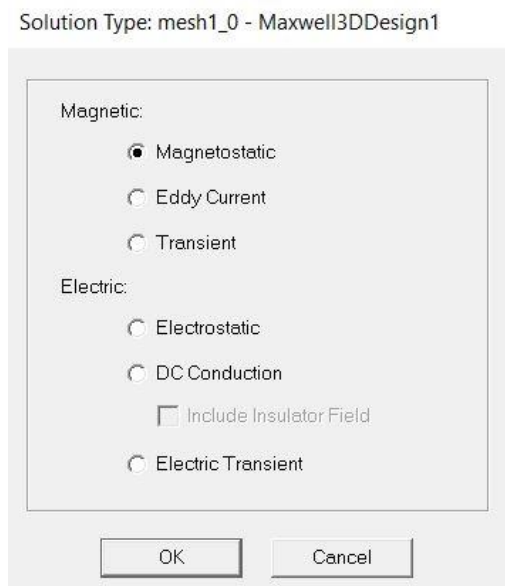 Solution Type: mesh1_0 - Maxwell3DDesign1
Magnetic:
Magnetostatic
Eddy Current
Transient
Electric:
Electrostatic
DC Conduction
Include Insulator Field
Electric Transient
OK
Cancel